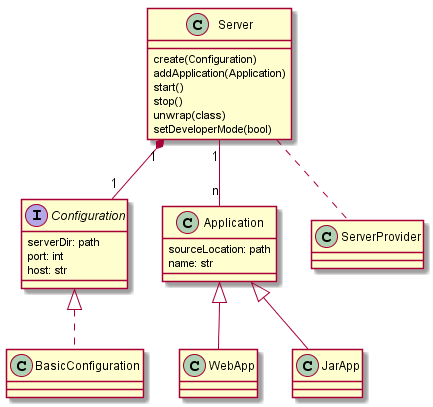 C Server
create(Configuration)
addApplication(Application)
start()
stop()
unwrap(class)
setDeveloperMode(bool)
1
1
1
n
I Configuration
serverDir: path
port: int
host: str
C Application
sourceLocation: path
name: str
C ServerProvider
C BasicConfiguration
C WebApp
C JarApp